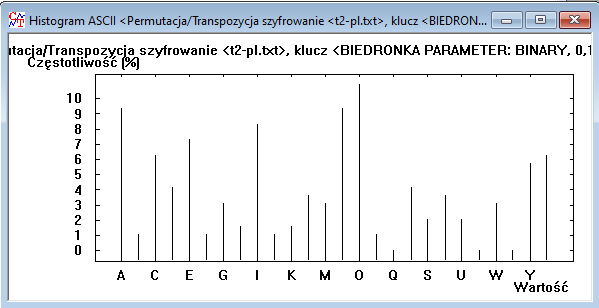 Histogram ASCII <Permutacja/Transpozycja szyfrowanie <t2-pl.txt>, klucz <BIEDRON...
utacja/Transpozycja szyfrowanie <t2-pl.txt>, klucz <BIEDRONKA PARAMETER: BINARY, 0,1
Częstotliwość (%)
10
9
8
7
6
5
4
3
2
1
0
A C E G I K M O Q S U W Y
Wartość